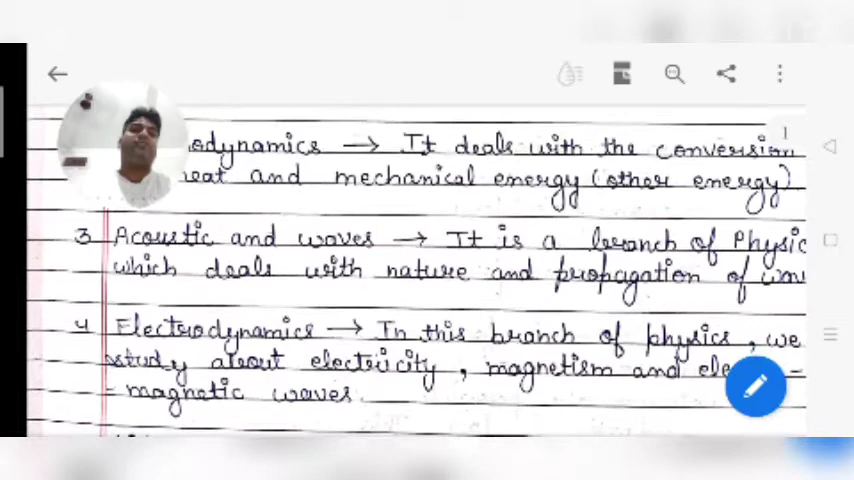 odynamics → It deals with the conversion
eat and mechanical energy (other energy)
3 Acoustic and waves → It is a branch of Physic
which deals with nature and propagation of wav
4 Electrodynamics → In this branch of physics, we
study about electricity, magnetism and ele -
- magnetic waves.
1